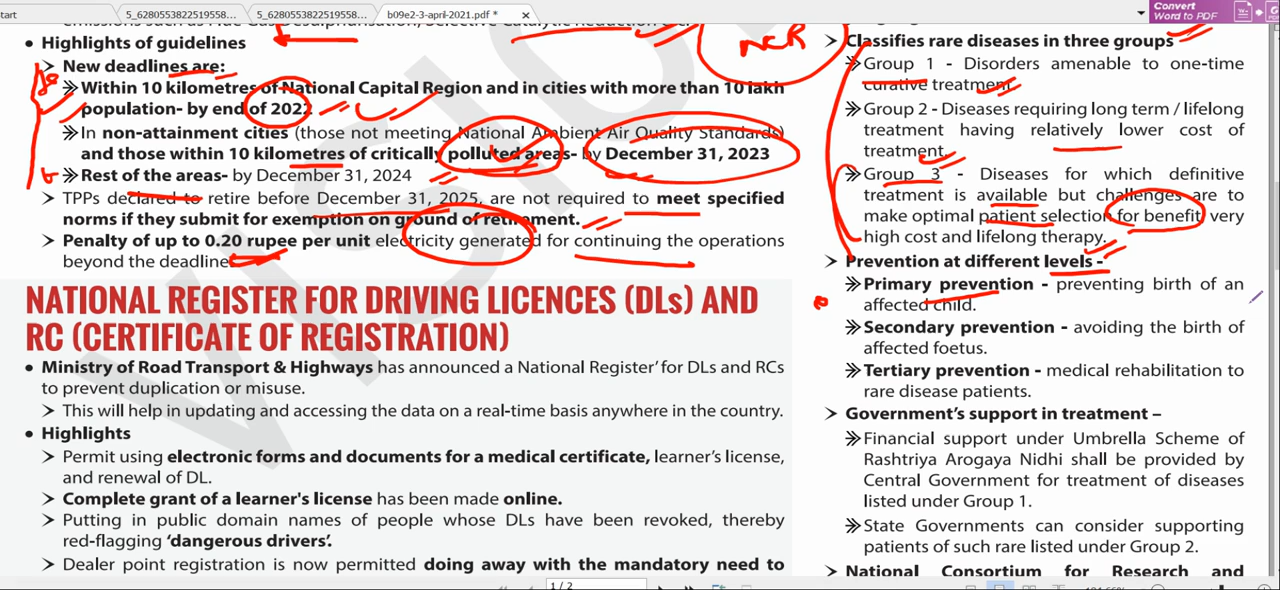 start
5_6280553822519558...
5_6280553822519558...
b09e2-3-april-2021.pdf * ×
Convert
Word to PDF
• Highlights of guidelines
New deadlines are:
Within 10 kilometres of National Capital Region and in cities with more than 10 lakh
population- by end of 2022
In non-attainment cities (those not meeting National Ambient Air Quality Standards)
and those within 10 kilometres of critically polluted areas- by December 31, 2023
Rest of the areas- by December 31, 2024
TPPs declared to retire before December 31, 2025, are not required to meet specified
norms if they submit for exemption on ground of retirement.
Penalty of up to 0.20 rupee per unit electricity generated for continuing the operations
beyond the deadline
NATIONAL REGISTER FOR DRIVING LICENCES (DLs) AND
RC (CERTIFICATE OF REGISTRATION)
• Ministry of Road Transport & Highways has announced a National Register' for DLs and RCs
to prevent duplication or misuse.
This will help in updating and accessing the data on a real-time basis anywhere in the country.
• Highlights
Permit using electronic forms and documents for a medical certificate, learner's license,
and renewal of DL.
Complete grant of a learner's license has been made online.
Putting in public domain names of people whose DLs have been revoked, thereby
red-flagging 'dangerous drivers'.
Dealer point registration is now permitted doing away with the mandatory need to
NCR
Classifies rare diseases in three groups
Group 1 - Disorders amenable to one-time
curative treatment
Group 2 - Diseases requiring long term / lifelong
treatment having relatively lower cost of
treatment.
Group 3 - Diseases for which definitive
treatment is available but challenges are to
make optimal patient selection for benefit, very
high cost and lifelong therapy.
Prevention at different levels -
Primary prevention - preventing birth of an
affected child.
Secondary prevention - avoiding the birth of
affected foetus.
Tertiary prevention - medical rehabilitation to
rare disease patients.
Government's support in treatment –
Financial support under Umbrella Scheme of
Rashtriya Arogaya Nidhi shall be provided by
Central Government for treatment of diseases
listed under Group 1.
State Governments can consider supporting
patients of such rare listed under Group 2.
National Consortium for Research and
1 / 2